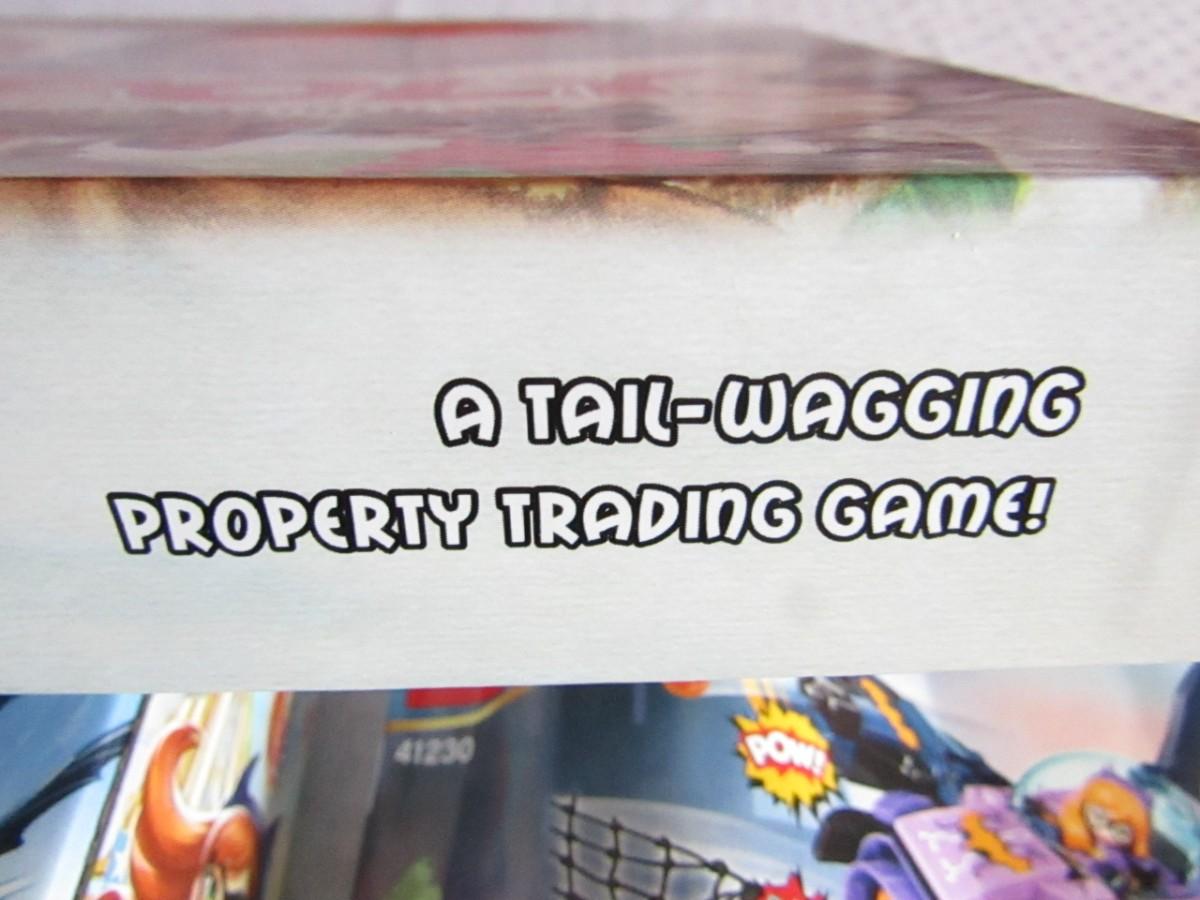 A TAIL-WAGGING
PROPERTY TRADING GAME!
41230
POW!